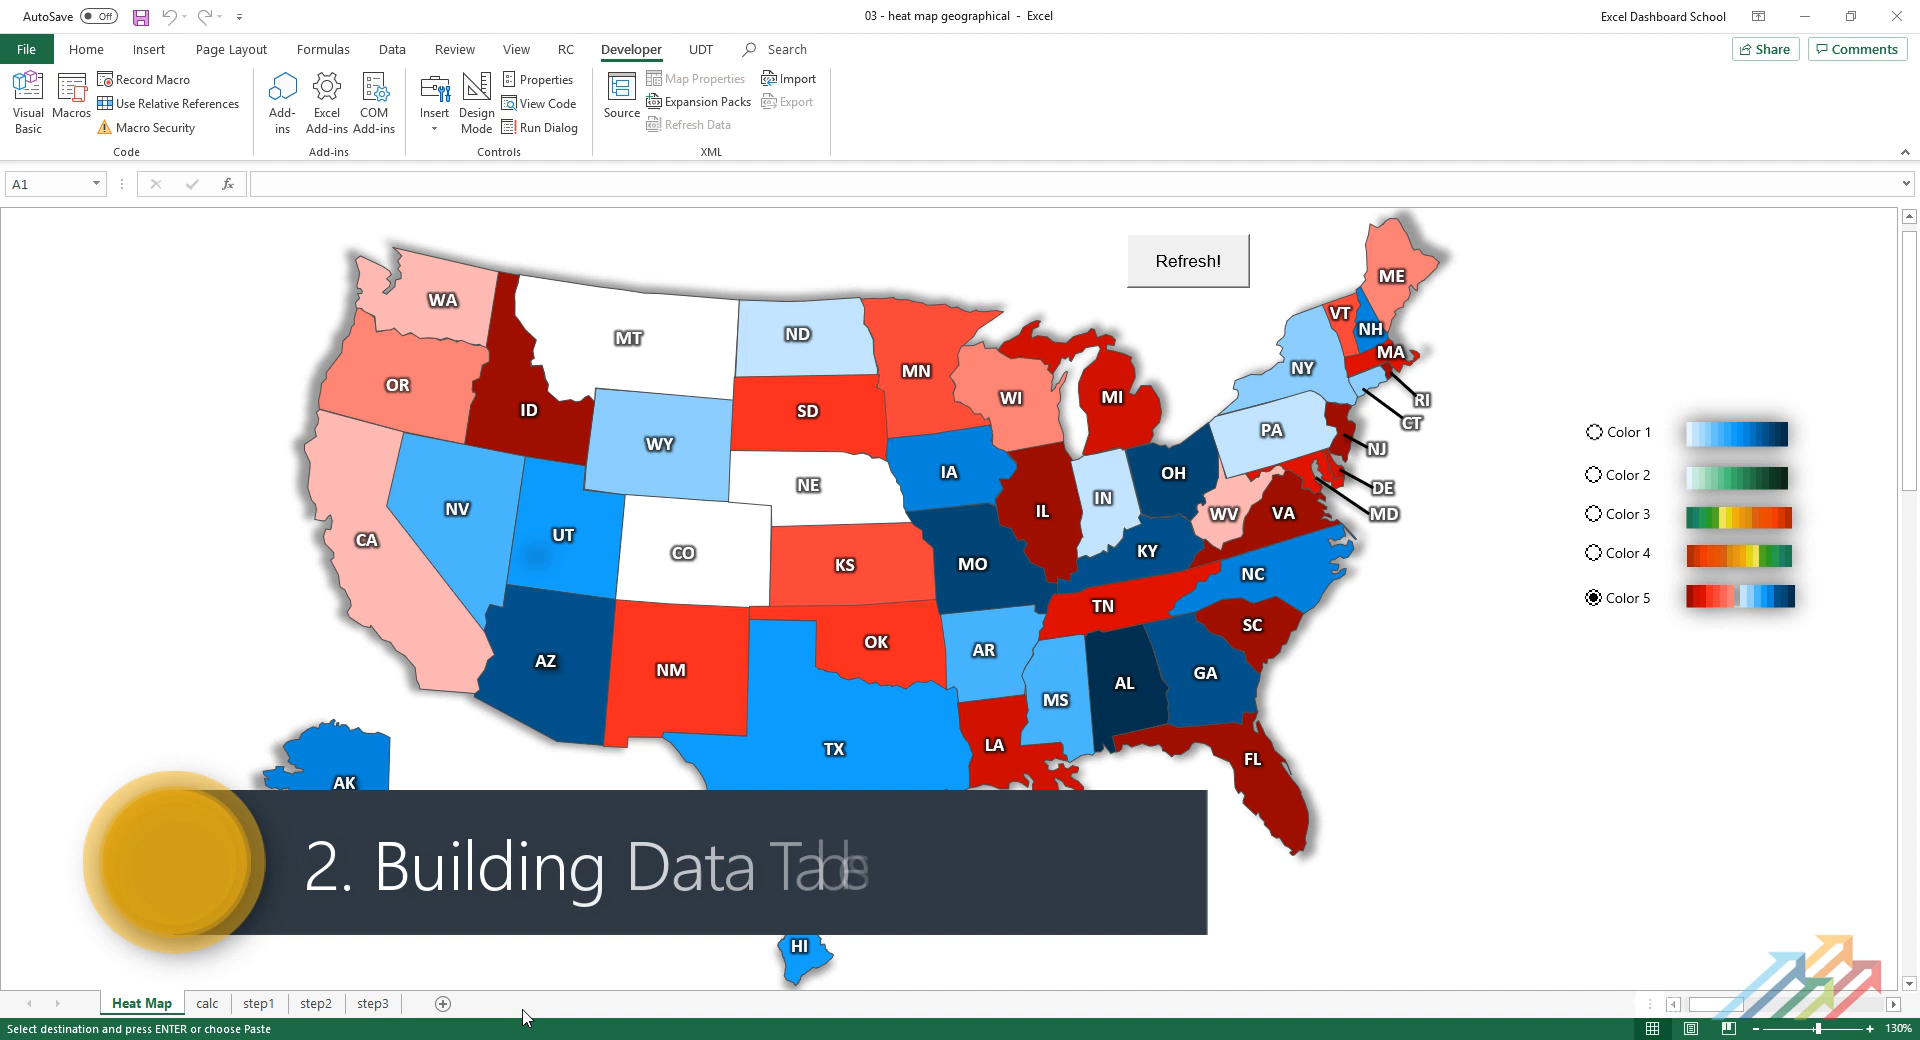 AutoSave Off
03 - heat map geographical - Excel
Excel Dashboard School
File Home Insert Page Layout Formulas Data Review View RC Developer UDT Search
Share Comments
Visual Basic
Macros
Record Macro
Use Relative References
Macro Security
Code
Add-ins
Excel Add-ins
COM Add-ins
Add-ins
Insert
Design Mode
Properties
View Code
Run Dialog
Controls
Source
Map Properties
Expansion Packs
Refresh Data
Import
Export
XML
A1
fx
Refresh!
ME
WA
VT
NH
MT
ND
MA
NY
MN
OR
WI
MI
RI
ID
SD
CT
PA
WY
NJ
IA
OH
NE
IN
DE
NV
IL
WV
VA
MD
UT
CA
CO
KY
KS
MO
NC
TN
SC
OK
AR
AZ
NM
GA
AL
MS
LA
TX
FL
AK
HI
Color 1
Color 2
Color 3
Color 4
Color 5
2. Building Data
Heat Map calc step1 step2 step3
Select destination and press ENTER or choose Paste
130%